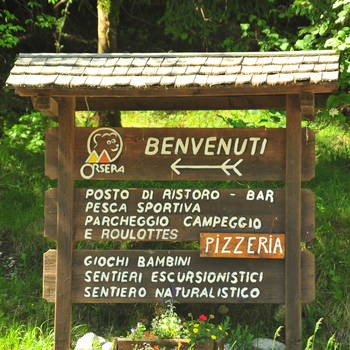 ORSERA
BENVENUTI
POSTO DI RISTORO - BAR
PESCA SPORTIVA
PARCHEGGIO CAMPEGGIO
E ROULOTTES
PIZZERIA
GIOCHI BAMBINI
SENTIERI ESCURSIONISTICI
SENTIERO NATURALISTICO